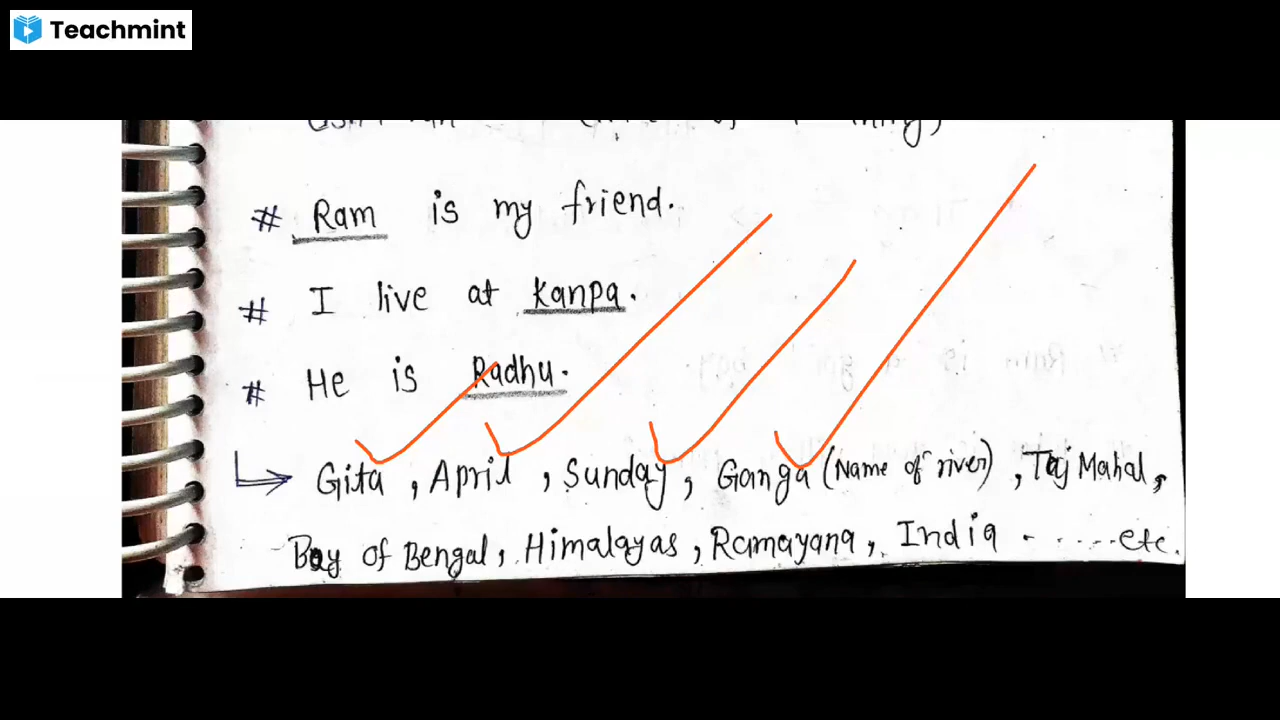 Teachmint
# Ram is my friend.
# I live at Kanpa.
# He is Radhu.
Gita, April, Sunday, Ganga (Name of river), Taj Mahal,
Bay of Bengal, Himalayas, Ramayana, India . . . . . . etc.